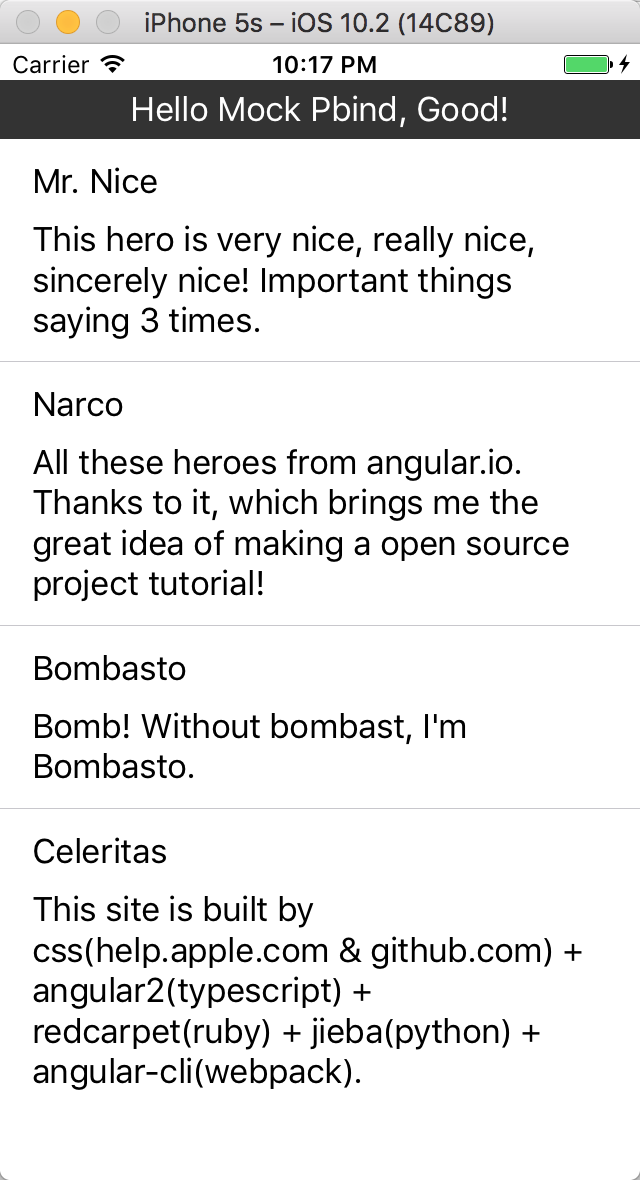 iPhone 5s – iOS 10.2 (14C89)
Carrier 10:17 PM
Hello Mock Pbind, Good!
Mr. Nice
This hero is very nice, really nice,
sincerely nice! Important things
saying 3 times.
Narco
All these heroes from angular.io.
Thanks to it, which brings me the
great idea of making a open source
project tutorial!
Bombasto
Bomb! Without bombast, I'm
Bombasto.
Celeritas
This site is built by
css(help.apple.com & github.com) +
angular2(typescript) +
redcarpet(ruby) + jieba(python) +
angular-cli(webpack).